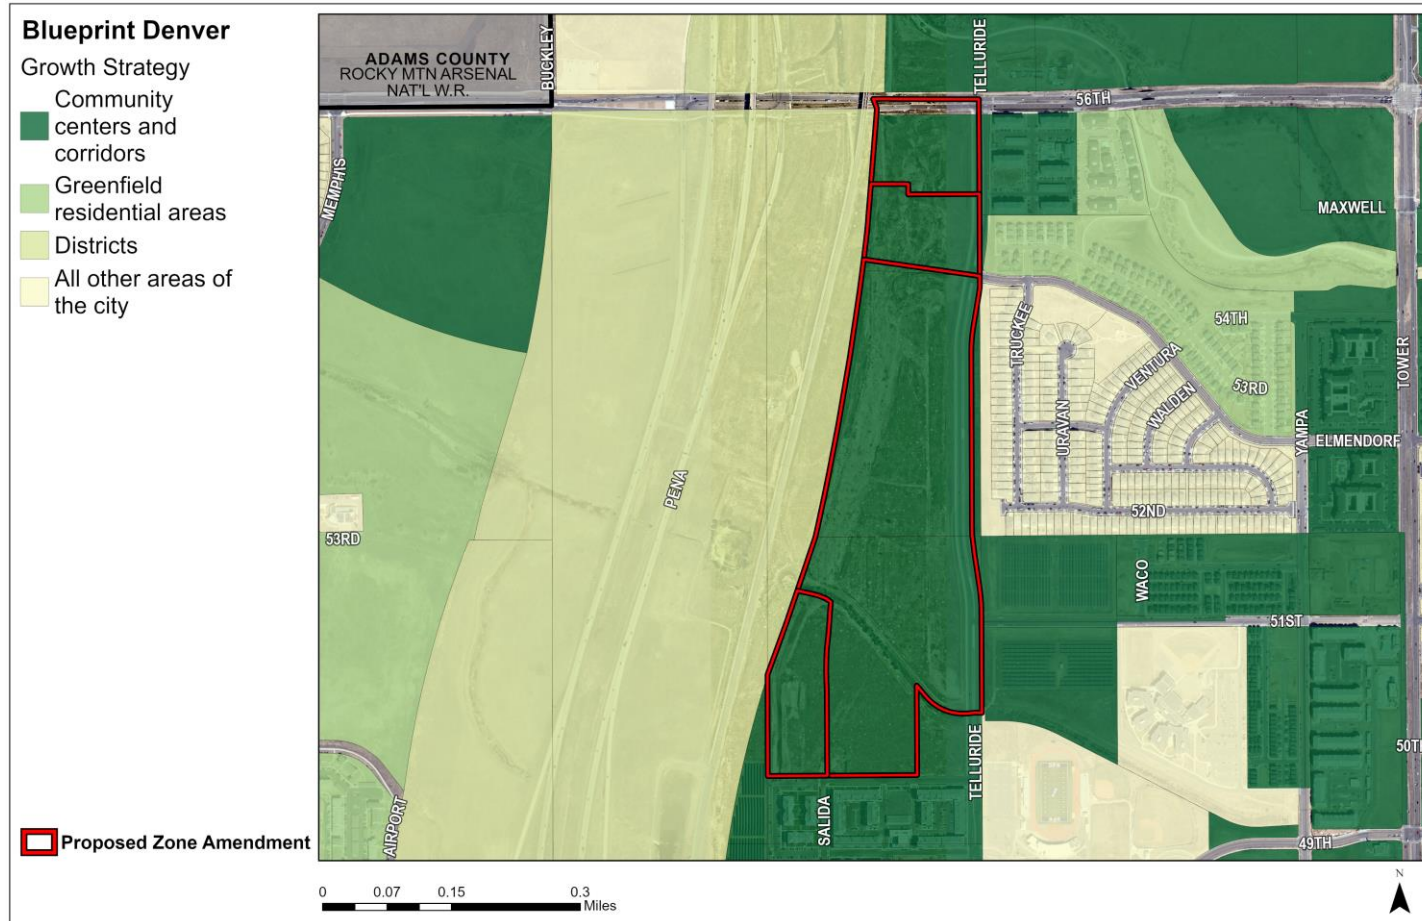 Blueprint Denver
Growth Strategy
Community
centers and
corridors
Greenfield
residential areas
Districts
All other areas of
the city
Proposed Zone Amendment
ADAMS COUNTY
ROCKY MTN ARSENAL
NAT'L W.R.
BUCKLEY
TELLURIDE
56TH
MEMPHIS
MAXWELL
TRUCKEE
54TH
VENTURA
TOWER
53RD
WALDEN
URAVAN
YAMPA
ELMENDORF
PENA
52ND
53RD
WACO
51ST
TELLURIDE
50TH
SALIDA
AIRPORT
49TH
0 0.07 0.15 0.3
Miles
N